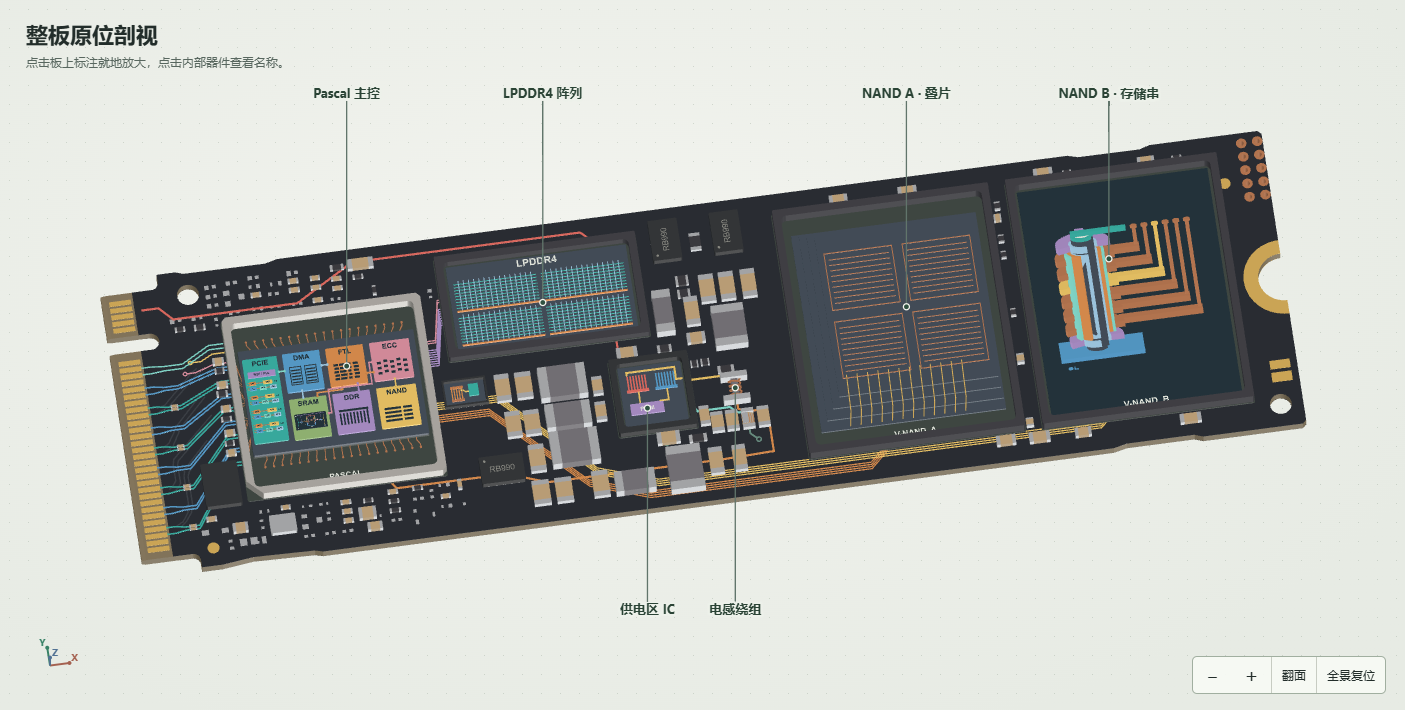 整板原位剖视
点击板上标注就地放大，点击内部器件查看名称。
Pascal 主控
LPDDR4 阵列
NAND A · 叠片
NAND B · 存储串
RB990
RB990
LPDDR4
PCIE
DMA
FTL
ECC
SRAM
DDR
NAND
PASCAL
RB990
V-NAND A
V-NAND B
供电区 IC
电感绕组
Y
Z
X
−
+
翻面
全景复位